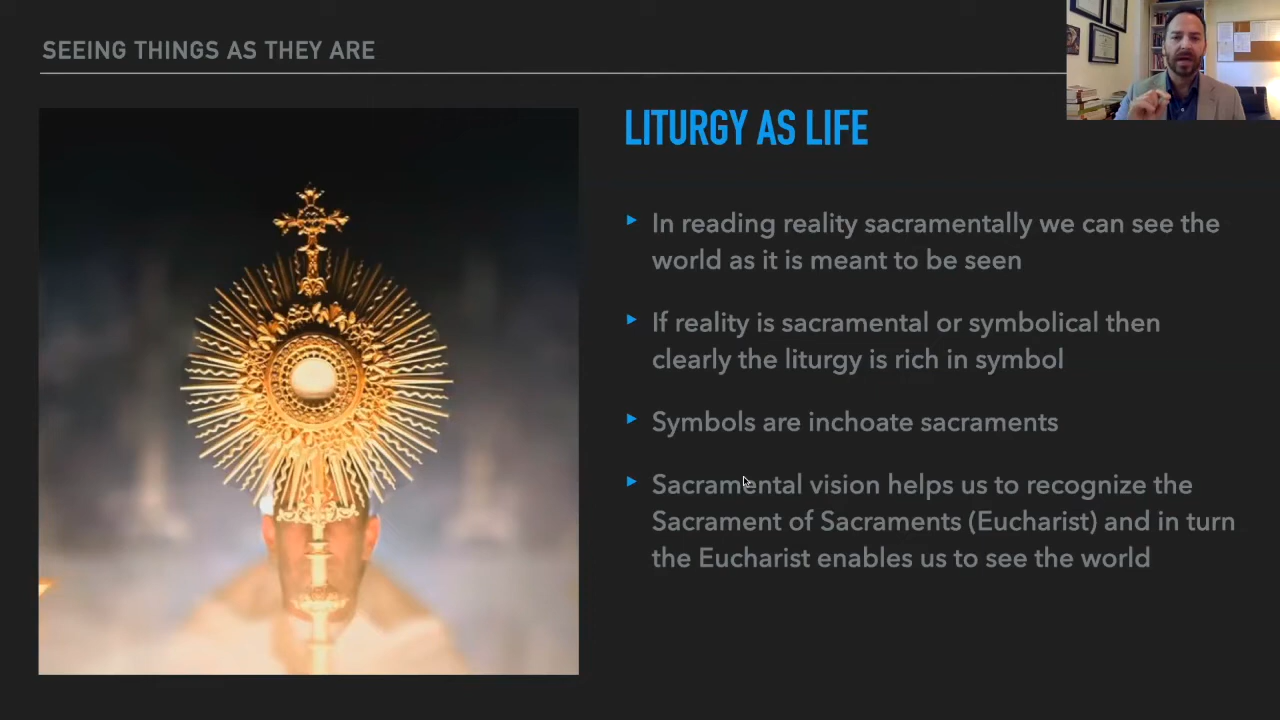 SEEING THINGS AS THEY ARE
LITURGY AS LIFE
In reading reality sacramentally we can see the
world as it is meant to be seen
If reality is sacramental or symbolical then
clearly the liturgy is rich in symbol
Symbols are inchoate sacraments
Sacramental vision helps us to recognize the
Sacrament of Sacraments (Eucharist) and in turn
the Eucharist enables us to see the world